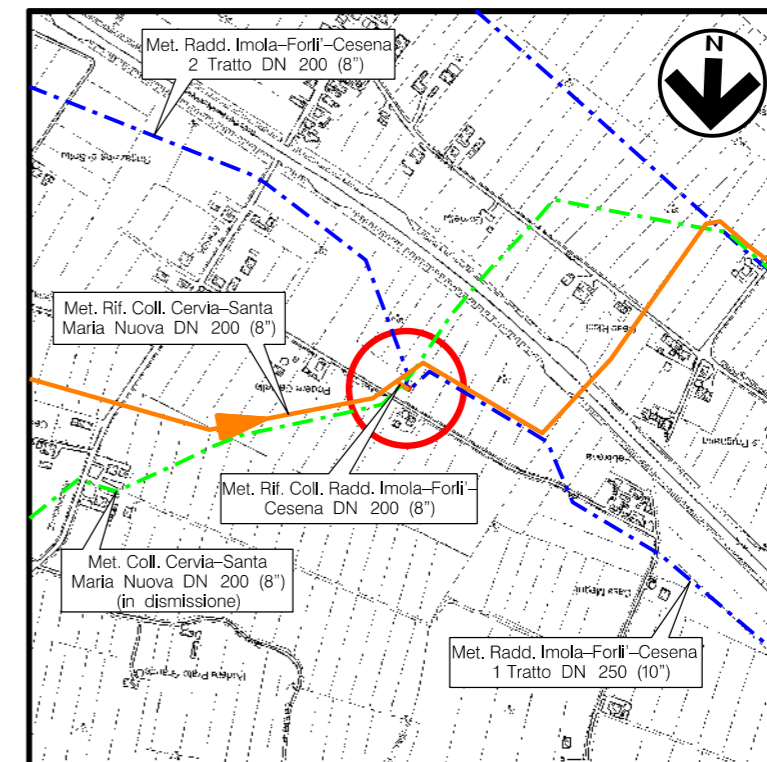 Met. Radd. Imola–Forli'–Cesena
2 Tratto DN 200 (8")
N
Met. Rif. Coll. Cervia–Santa
Maria Nuova DN 200 (8")
Met. Rif. Coll. Radd. Imola–Forli'–
Cesena DN 200 (8")
Met. Coll. Cervia–Santa
Maria Nuova DN 200 (8")
(in dismissione)
Met. Radd. Imola–Forli'–Cesena
1 Tratto DN 250 (10")